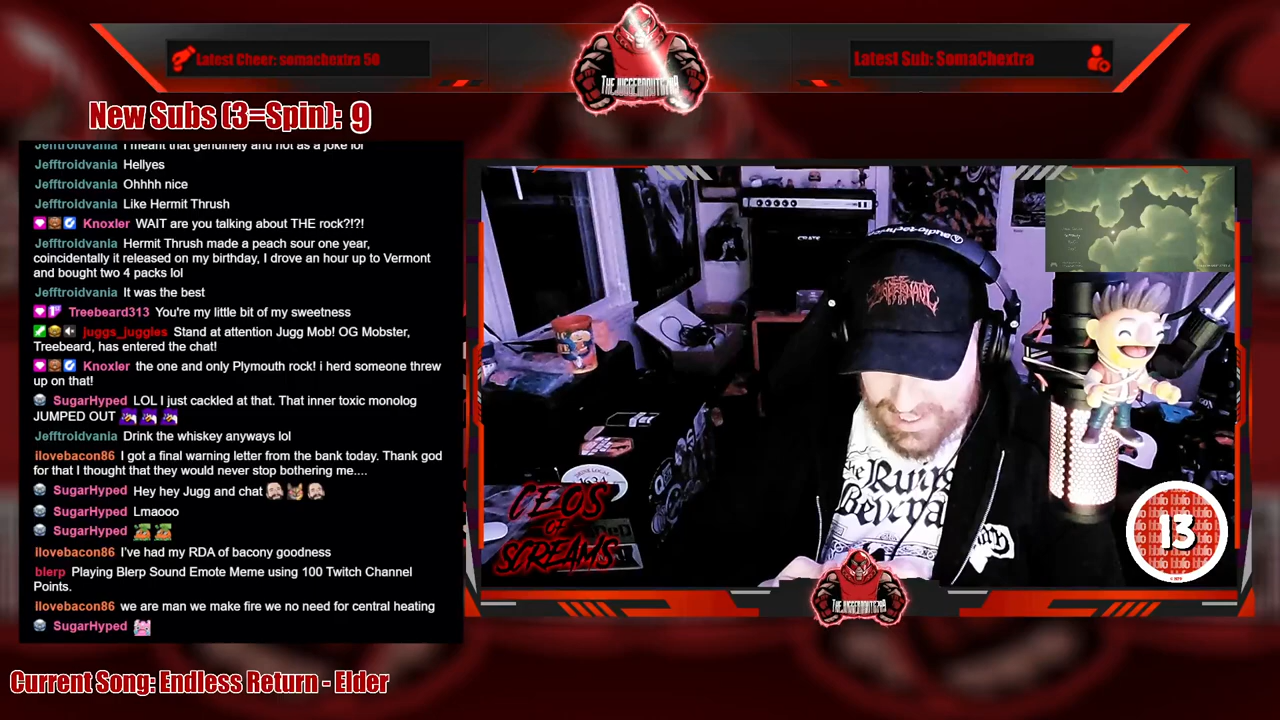 Latest Cheer: somachextra 50
Latest Sub: SomaChextra
New Subs (3=Spin): 9
Jefftroidvania I meant that genuinely and not as a joke lol
Jefftroidvania Hellyes
Jefftroidvania Ohhhh nice
Jefftroidvania Like Hermit Thrush
Knoxler WAIT are you talking about THE rock?!?!
Jefftroidvania Hermit Thrush made a peach sour one year,
coincidentally it released on my birthday, I drove an hour up to Vermont
and bought two 4 packs lol
Jefftroidvania It was the best
Treebeard313 You're my little bit of my sweetness
juggs_juggles Stand at attention Jugg Mob! OG Mobster,
Treebeard, has entered the chat!
Knoxler the one and only Plymouth rock! i herd someone threw
up on that!
SugarHyped LOL I just cackled at that. That inner toxic monolog
JUMPED OUT
Jefftroidvania Drink the whiskey anyways lol
ilovebacon86 I got a final warning letter from the bank today. Thank god
for that I thought that they would never stop bothering me....
SugarHyped Hey hey Jugg and chat
SugarHyped Lmaooo
SugarHyped
ilovebacon86 I've had my RDA of bacony goodness
blerp Playing Blerp Sound Emote Meme using 100 Twitch Channel
Points.
ilovebacon86 we are man we make fire we no need for central heating
SugarHyped
audio-technica
CRATE
the Ruins
Beverast
CEOS
OF
SCREAMS
13
Current Song: Endless Return - Elder